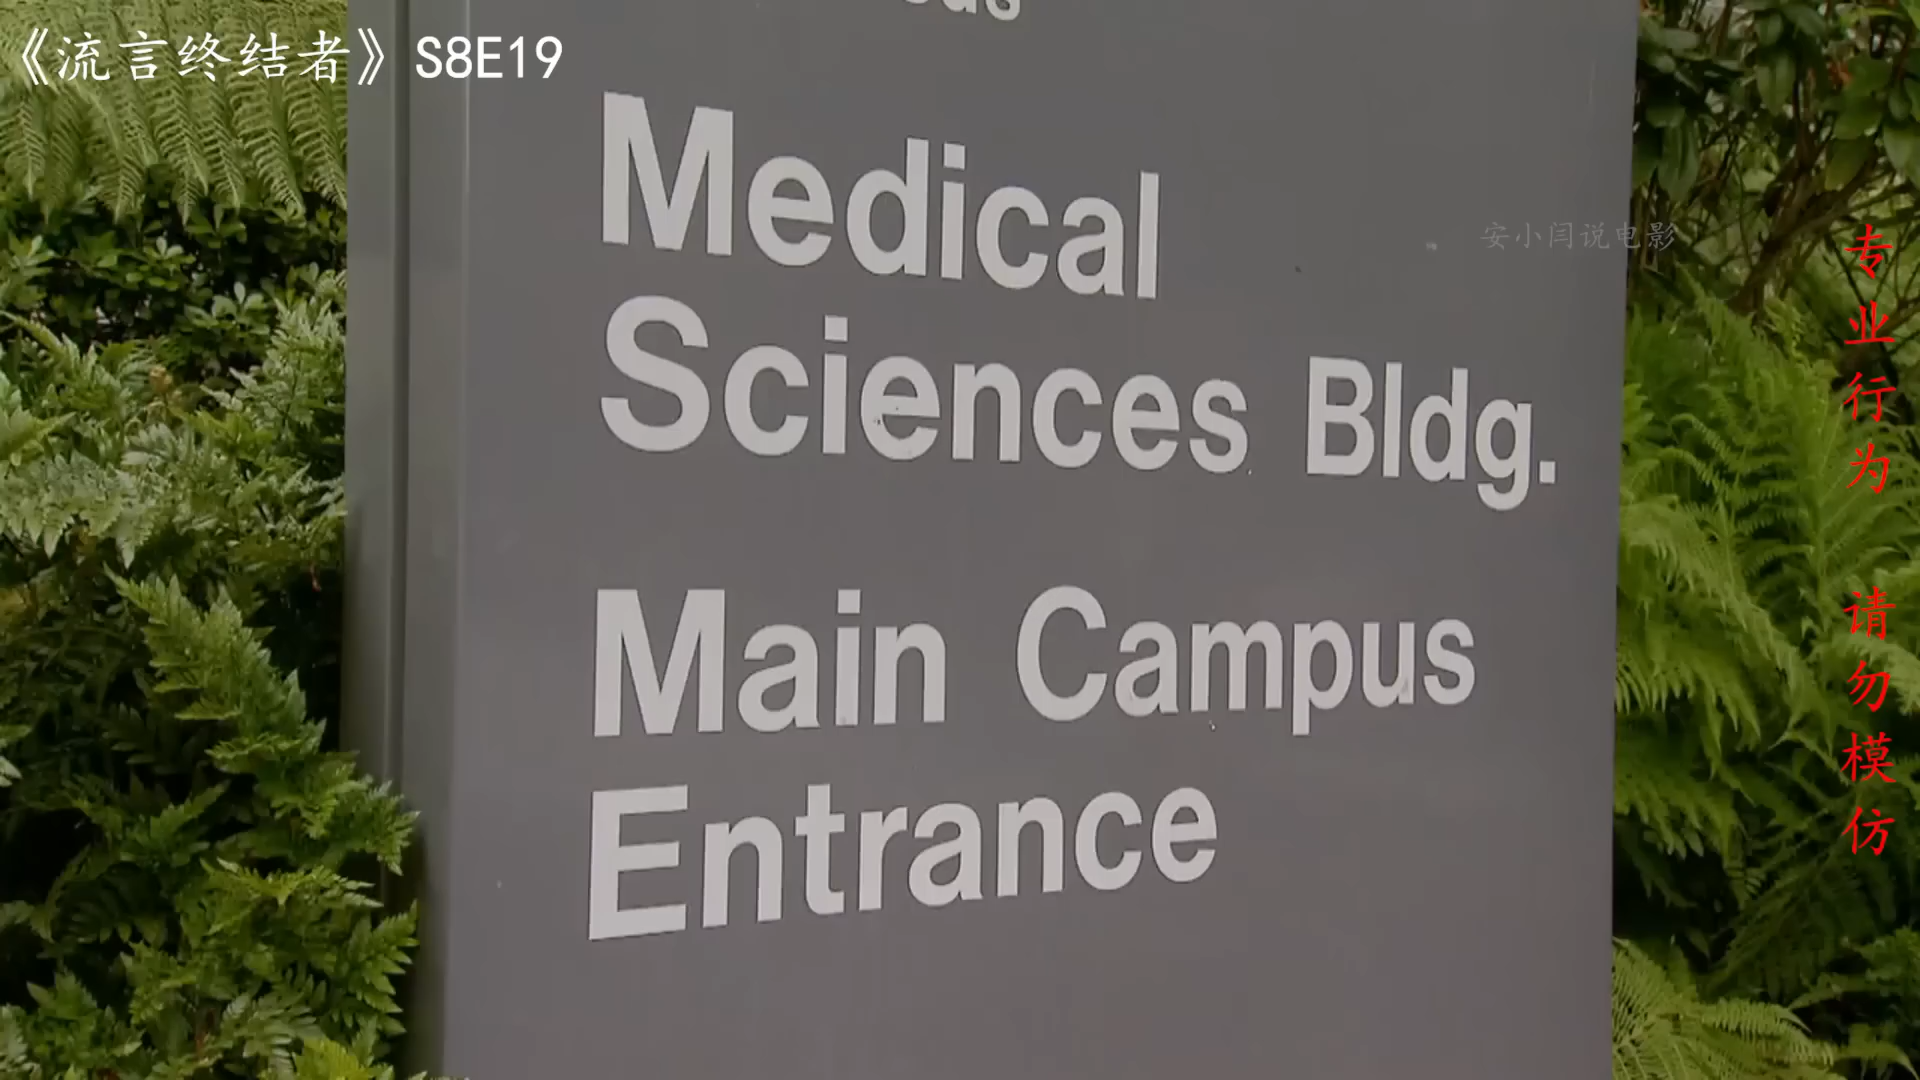 《流言终结者》S8E19
Medical
Sciences Bldg.
Main Campus
Entrance
安小闫说电影
专业行为 请勿模仿